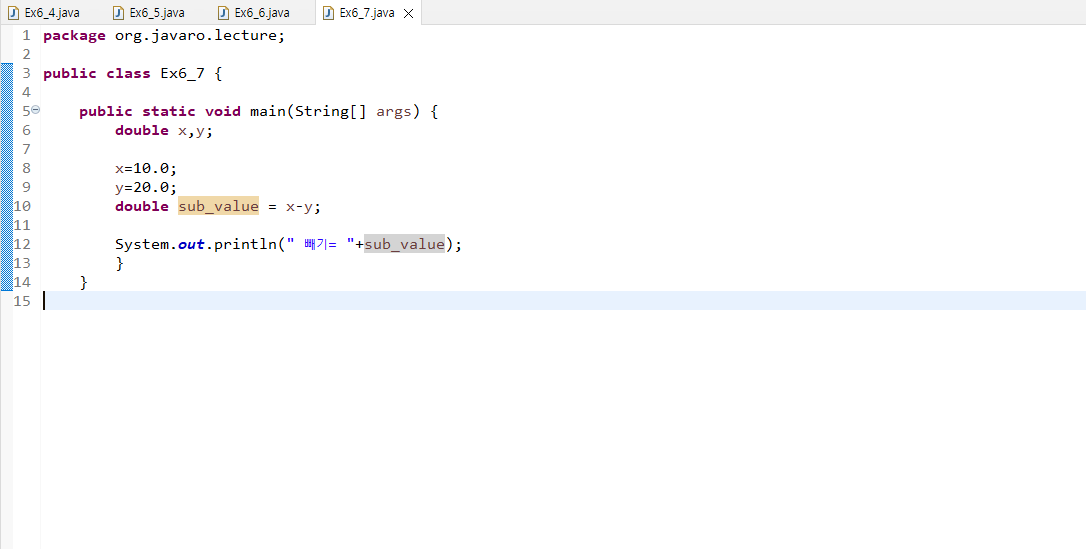 Ex6_4.java Ex6_5.java Ex6_6.java Ex6_7.java
1 package org.javaro.lecture;
2
3 public class Ex6_7 {
4
5 public static void main(String[] args) {
6 double x,y;
7
8 x=10.0;
9 y=20.0;
10 double sub_value = x-y;
11
12 System.out.println(" 빼기= "+sub_value);
13 }
14 }
15